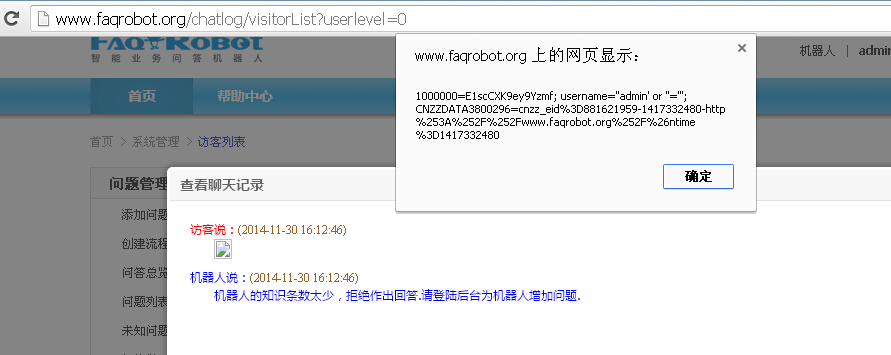 www.faqrobot.org/chatlog/visitorList?userlevel=0
FAQ ROBOT
智能业务问答机器人
机器人 | admin
www.faqrobot.org 上的网页显示：
1000000=E1scCXK9ey9Yzmf; username="admin' or ''=''";
CNZZDATA3800296=cnzz_eid%3D881621959-1417332480-http
%253A%252F%252Fwww.faqrobot.org%252F%26ntime
%3D1417332480
确定
首页 帮助中心
首页 > 系统管理 > 访客列表
问题管理
添加问题
创建流程
问答总览
问题列表
未知问题
查看聊天记录
访客说：(2014-11-30 16:12:46)
机器人说：(2014-11-30 16:12:46)
机器人的知识条数太少，拒绝作出回答.请登陆后台为机器人增加问题.